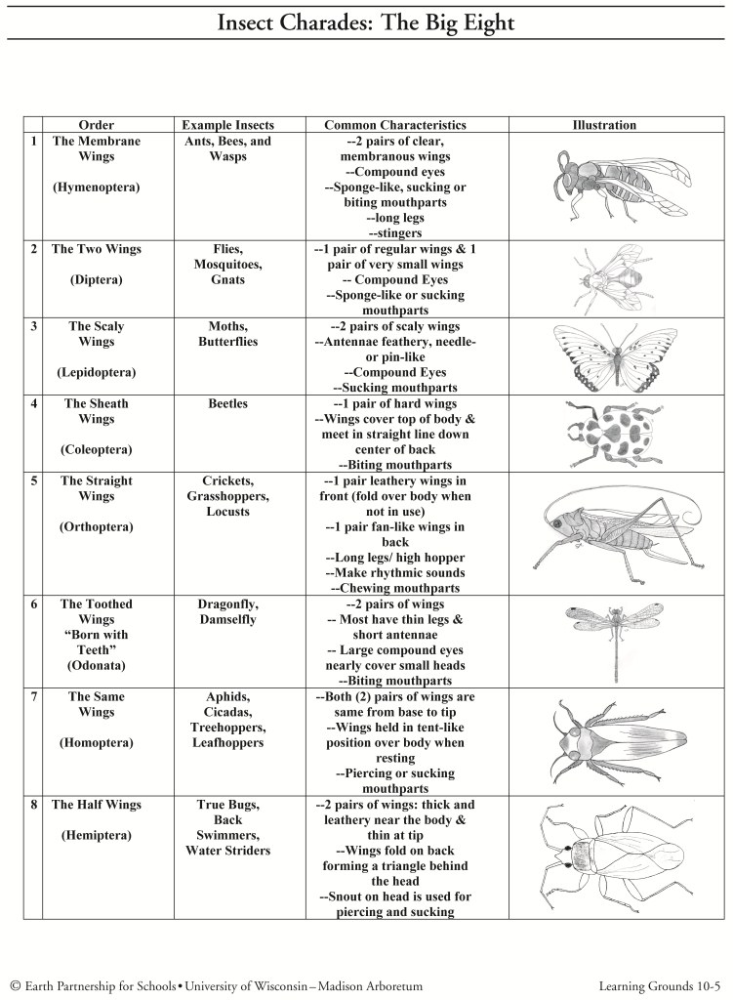 Insect Charades: The Big Eight
Order Example Insects Common Characteristics Illustration
1
The Membrane
Wings
(Hymenoptera)
Ants, Bees, and
Wasps
--2 pairs of clear,
membranous wings
--Compound eyes
--Sponge-like, sucking or
biting mouthparts
--long legs
--stingers
2
The Two Wings
(Diptera)
Flies,
Mosquitoes,
Gnats
--1 pair of regular wings & 1
pair of very small wings
-- Compound Eyes
--Sponge-like or sucking
mouthparts
3
The Scaly
Wings
(Lepidoptera)
Moths,
Butterflies
--2 pairs of scaly wings
--Antennae feathery, needle-
or pin-like
--Compound Eyes
--Sucking mouthparts
4
The Sheath
Wings
(Coleoptera)
Beetles
--1 pair of hard wings
--Wings cover top of body &
meet in straight line down
center of back
--Biting mouthparts
5
The Straight
Wings
(Orthoptera)
Crickets,
Grasshoppers,
Locusts
--1 pair leathery wings in
front (fold over body when
not in use)
--1 pair fan-like wings in
back
--Long legs/ high hopper
--Make rhythmic sounds
--Chewing mouthparts
6
The Toothed
Wings
“Born with
Teeth”
(Odonata)
Dragonfly,
Damselfly
--2 pairs of wings
-- Most have thin legs &
short antennae
-- Large compound eyes
nearly cover small heads
--Biting mouthparts
7
The Same
Wings
(Homoptera)
Aphids,
Cicadas,
Treehoppers,
Leafhoppers
--Both (2) pairs of wings are
same from base to tip
--Wings held in tent-like
position over body when
resting
--Piercing or sucking
mouthparts
8
The Half Wings
(Hemiptera)
True Bugs,
Back
Swimmers,
Water Striders
--2 pairs of wings: thick and
leathery near the body &
thin at tip
--Wings fold on back
forming a triangle behind
the head
--Snout on head is used for
piercing and sucking
© Earth Partnership for Schools • University of Wisconsin – Madison Arboretum
Learning Grounds 10-5